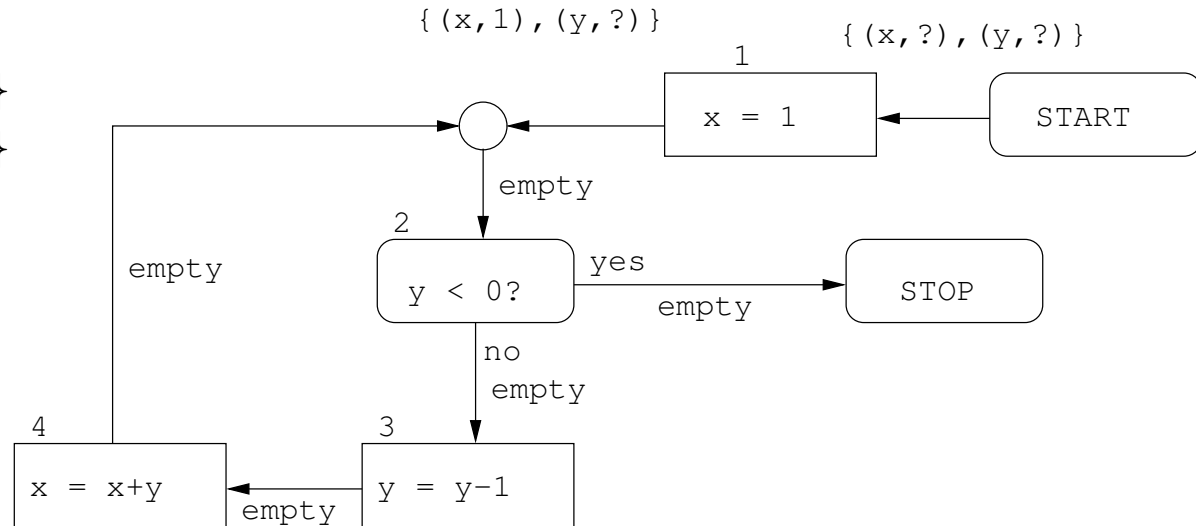 {(x,1),(y,?)}
{(x,?),(y,?)}
1
x = 1
START
empty
2
y < 0?
yes
empty
STOP
empty
no
empty
4
x = x+y
3
y = y-1
empty